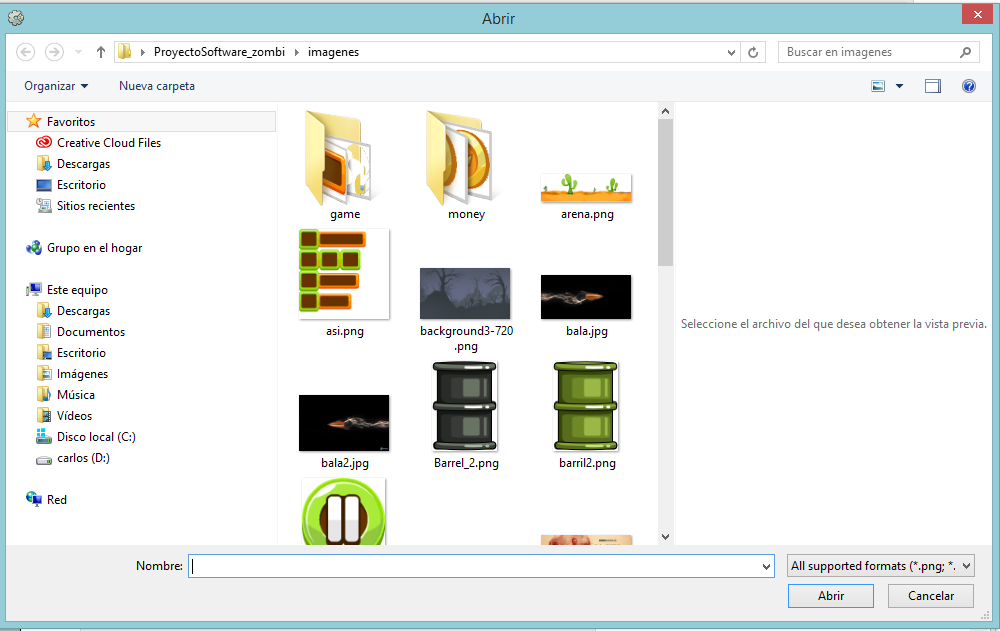 Abrir
ProyectoSoftware_zombi
imagenes
Buscar en imagenes
Organizar
Nueva carpeta
Favoritos
Creative Cloud Files
Descargas
Escritorio
Sitios recientes
Grupo en el hogar
Este equipo
Descargas
Documentos
Escritorio
Imágenes
Música
Vídeos
Disco local (C:)
carlos (D:)
Red
game
money
arena.png
asi.png
background3-720
.png
bala.jpg
bala2.jpg
Barrel_2.png
barril2.png
Seleccione el archivo del que desea obtener la vista previa.
Nombre:
All supported formats (*.png; *.
Abrir
Cancelar